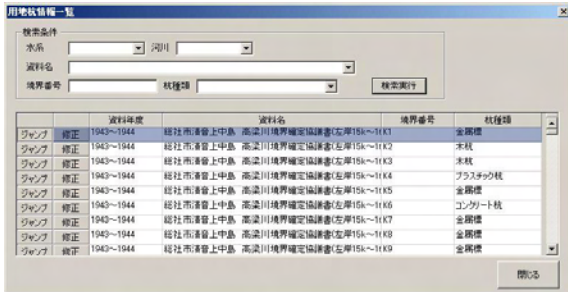 用地杭情報一覧
検索条件
水系 河川
資料名
境界番号 杭種類 検索実行
資料年度 資料名 境界番号 杭種類
ジャンプ 修正 1943～1944 総社市清音上中島 高梁川境界確定協議書(左岸15k～1( K1 金属標
ジャンプ 修正 1943～1944 総社市清音上中島 高梁川境界確定協議書(左岸15k～1( K2 木杭
ジャンプ 修正 1943～1944 総社市清音上中島 高梁川境界確定協議書(左岸15k～1( K3 木杭
ジャンプ 修正 1943～1944 総社市清音上中島 高梁川境界確定協議書(左岸15k～1( K4 プラスチック杭
ジャンプ 修正 1943～1944 総社市清音上中島 高梁川境界確定協議書(左岸15k～1( K5 金属標
ジャンプ 修正 1943～1944 総社市清音上中島 高梁川境界確定協議書(左岸15k～1( K6 コンクリート杭
ジャンプ 修正 1943～1944 総社市清音上中島 高梁川境界確定協議書(左岸15k～1( K7 金属標
ジャンプ 修正 1943～1944 総社市清音上中島 高梁川境界確定協議書(左岸15k～1( K8 金属標
ジャンプ 修正 1943～1944 総社市清音上中島 高梁川境界確定協議書(左岸15k～1( K9 金属標
閉じる